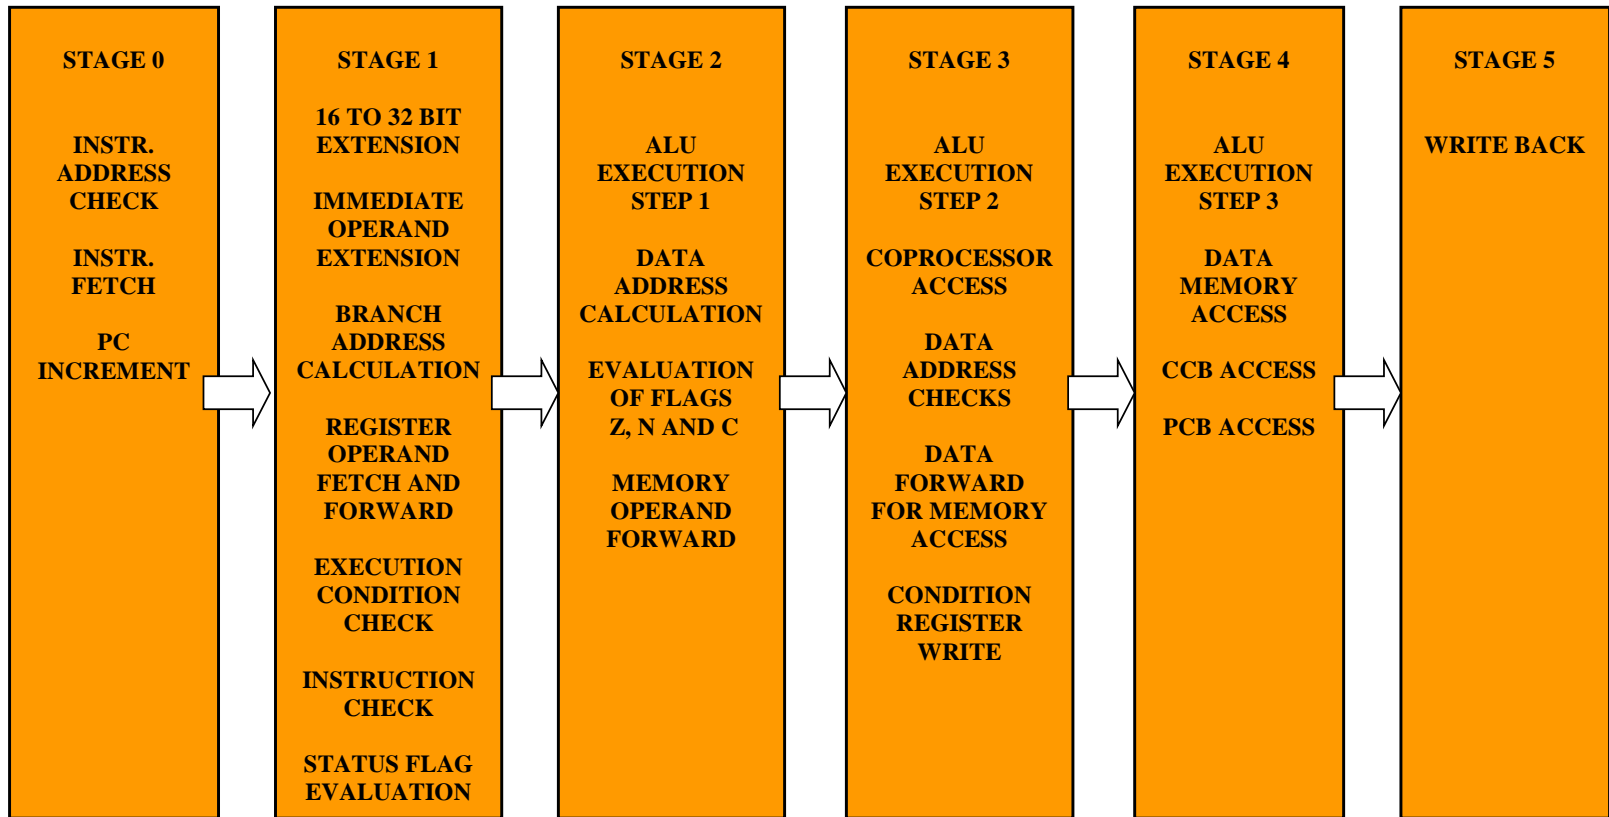 STAGE 0
INSTR.
ADDRESS
CHECK
INSTR.
FETCH
PC
INCREMENT
STAGE 1
16 TO 32 BIT
EXTENSION
IMMEDIATE
OPERAND
EXTENSION
BRANCH
ADDRESS
CALCULATION
REGISTER
OPERAND
FETCH AND
FORWARD
EXECUTION
CONDITION
CHECK
INSTRUCTION
CHECK
STATUS FLAG
EVALUATION
STAGE 2
ALU
EXECUTION
STEP 1
DATA
ADDRESS
CALCULATION
EVALUATION
OF FLAGS
Z, N AND C
MEMORY
OPERAND
FORWARD
STAGE 3
ALU
EXECUTION
STEP 2
COPROCESSOR
ACCESS
DATA
ADDRESS
CHECKS
DATA
FORWARD
FOR MEMORY
ACCESS
CONDITION
REGISTER
WRITE
STAGE 4
ALU
EXECUTION
STEP 3
DATA
MEMORY
ACCESS
CCB ACCESS
PCB ACCESS
STAGE 5
WRITE BACK